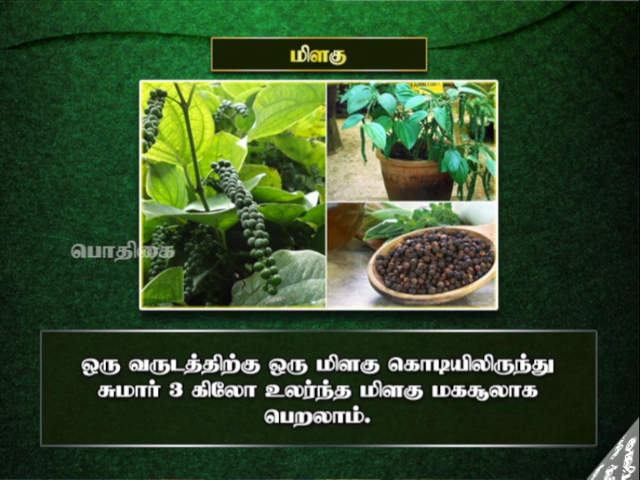 மிளகு
பொதிகை
ஒரு வருடத்திற்கு ஒரு மிளகு கொடியிலிருந்து
சுமார் 3 கிலோ உலர்ந்த மிளகு மகசூலாக
பெறலாம்.